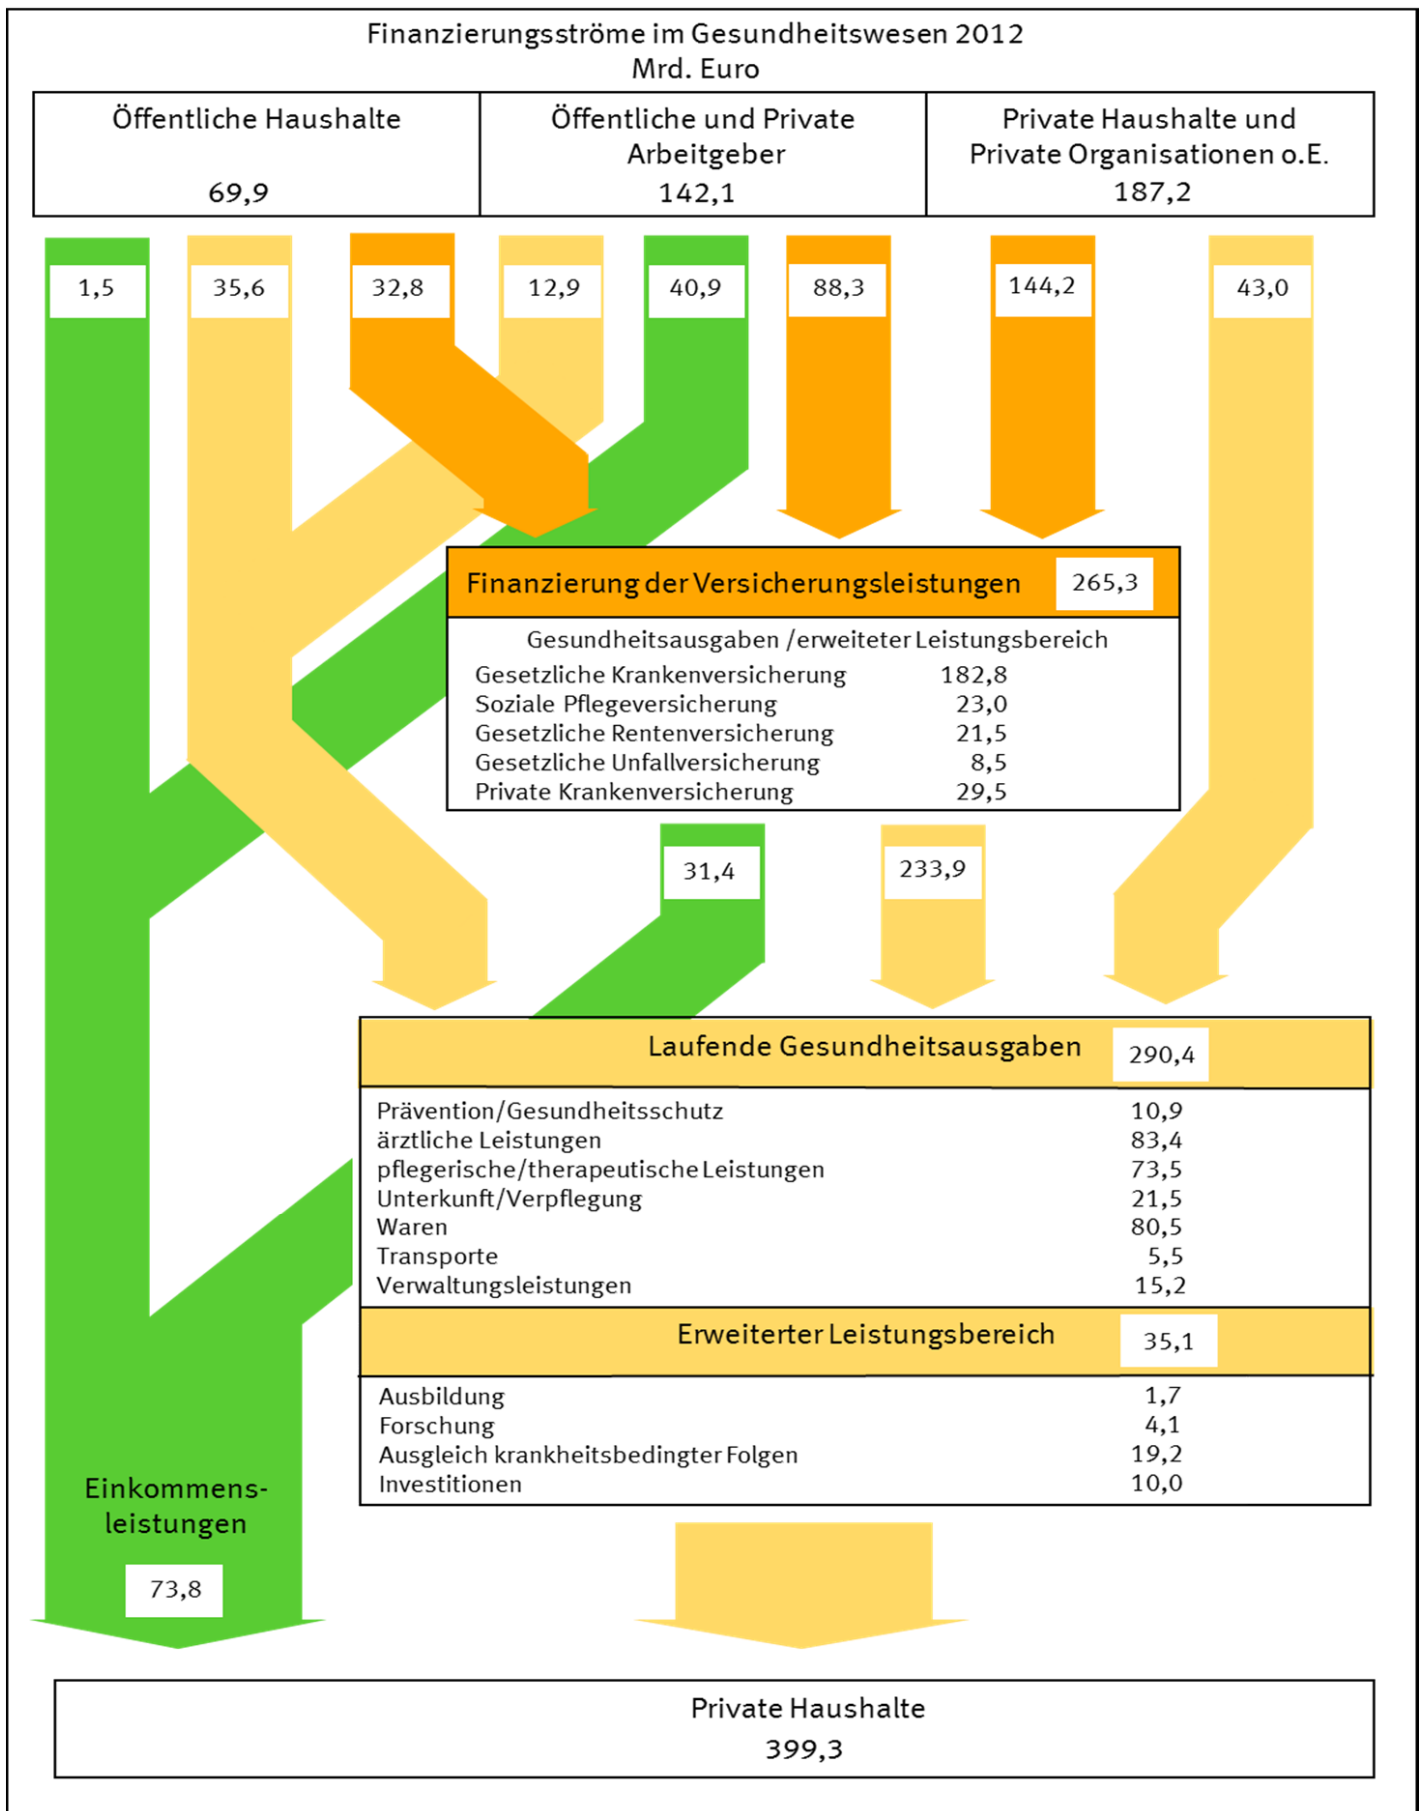 Finanzierungsströme im Gesundheitswesen 2012
Mrd. Euro
Öffentliche Haushalte
69,9
Öffentliche und Private
Arbeitgeber
142,1
Private Haushalte und
Private Organisationen o.E.
187,2
1,5
35,6
32,8
12,9
40,9
88,3
144,2
43,0
Finanzierung der Versicherungsleistungen 265,3
Gesundheitsausgaben /erweiteter Leistungsbereich
Gesetzliche Krankenversicherung 182,8
Soziale Pflegeversicherung 23,0
Gesetzliche Rentenversicherung 21,5
Gesetzliche Unfallversicherung 8,5
Private Krankenversicherung 29,5
31,4
233,9
Laufende Gesundheitsausgaben 290,4
Prävention/Gesundheitsschutz 10,9
ärztliche Leistungen 83,4
pflegerische/therapeutische Leistungen 73,5
Unterkunft/Verpflegung 21,5
Waren 80,5
Transporte 5,5
Verwaltungsleistungen 15,2
Erweiterter Leistungsbereich 35,1
Ausbildung 1,7
Forschung 4,1
Ausgleich krankheitsbedingter Folgen 19,2
Investitionen 10,0
Einkommens-
leistungen
73,8
Private Haushalte
399,3